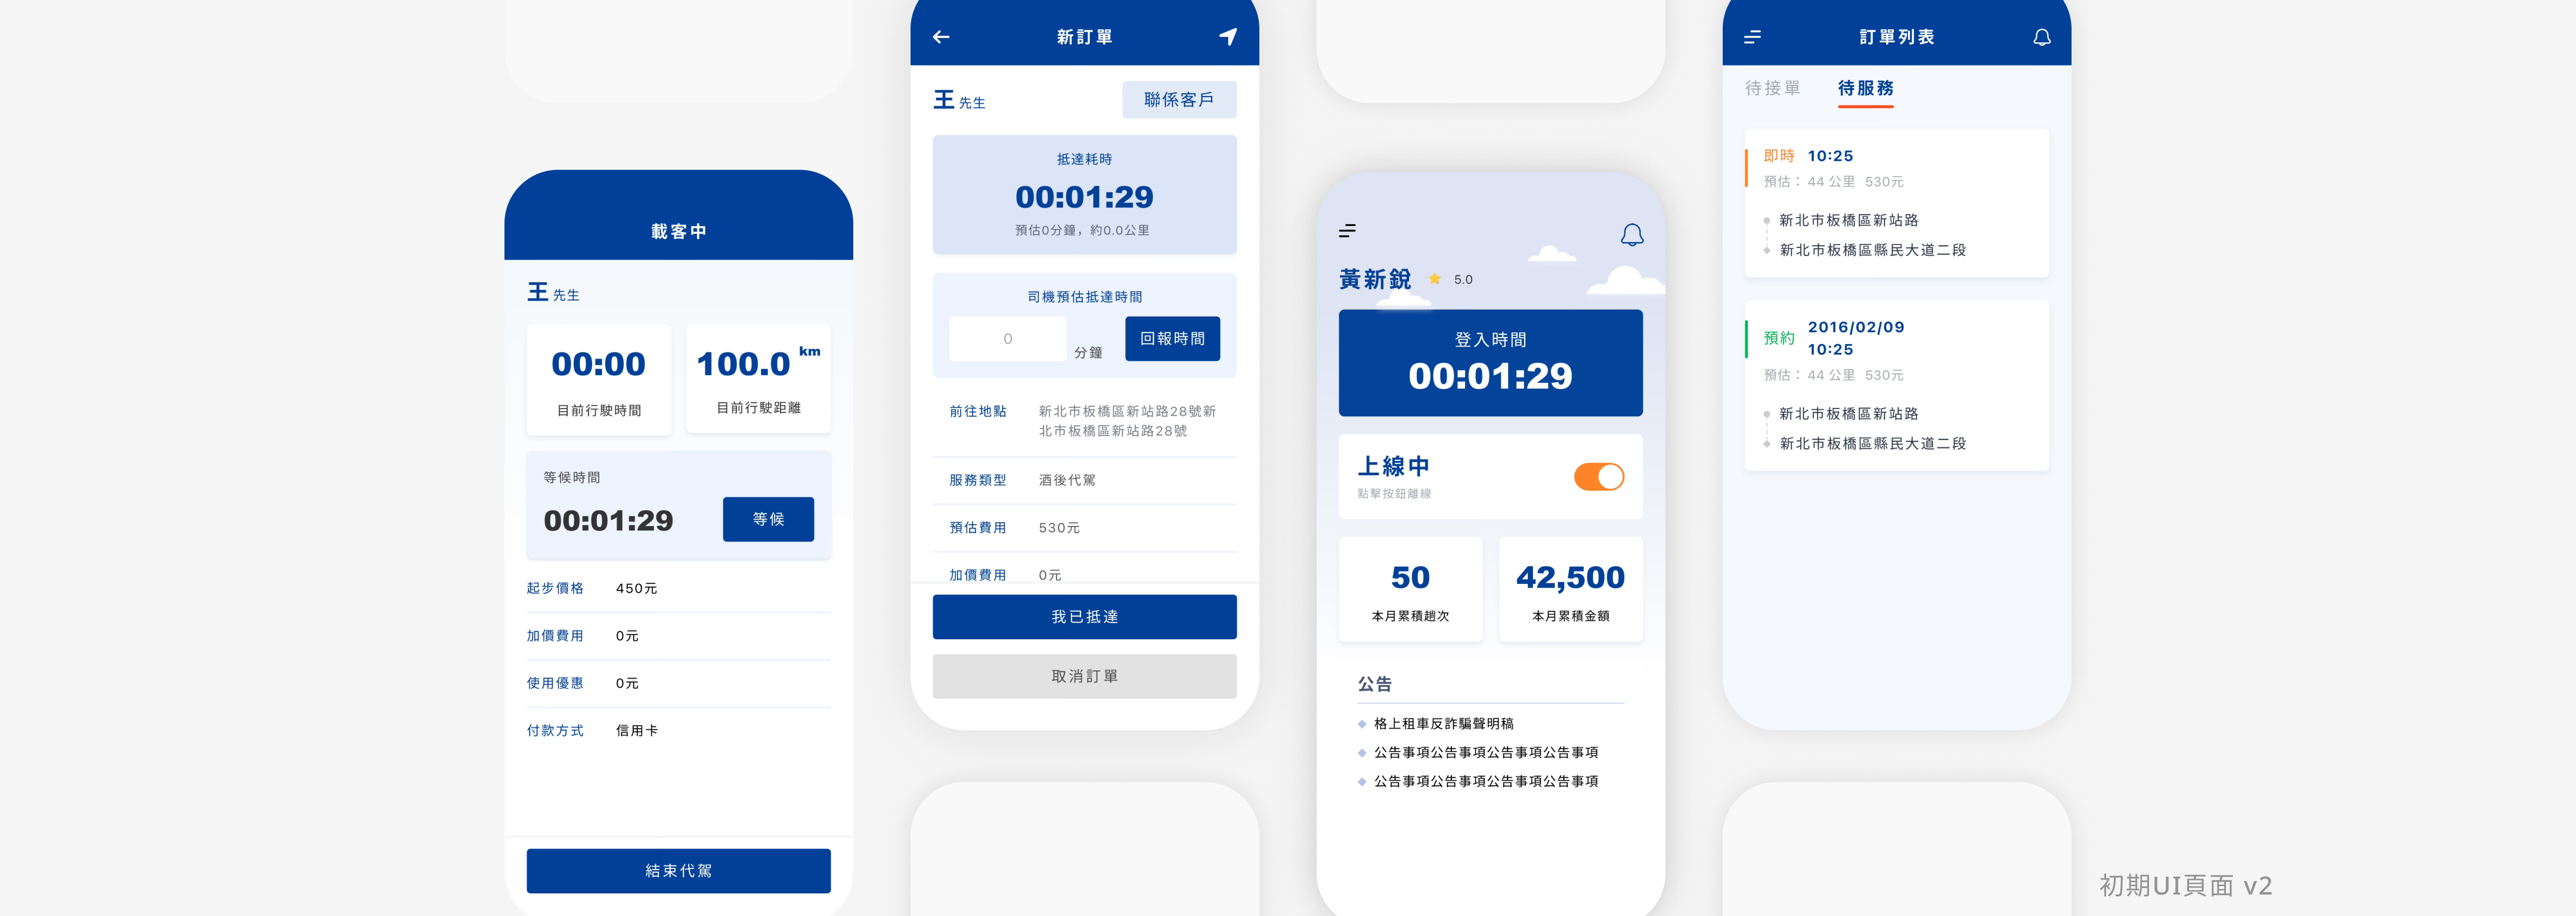 載客中
王 先生
00:00
目前行駛時間
100.0 km
目前行駛距離
等候時間
00:01:29
等候
起步價格 450元
加價費用 0元
使用優惠 0元
付款方式 信用卡
結束代駕
新訂單
王 先生
聯係客戶
抵達耗時
00:01:29
預估0分鐘，約0.0公里
司機預估抵達時間
0 分鐘
回報時間
前往地點 新北市板橋區新站路28號新
北市板橋區新站路28號
服務類型 酒後代駕
預估費用 530元
加價費用 0元
我已抵達
取消訂單
黃新銳 5.0
登入時間
00:01:29
上線中
點擊按鈕離線
50
本月累積趟次
42,500
本月累積金額
公告
格上租車反詐騙聲明稿
公告事項公告事項公告事項公告事項
公告事項公告事項公告事項公告事項
訂單列表
待接單 待服務
即時 10:25
預估：44 公里 530元
新北市板橋區新站路
新北市板橋區縣民大道二段
預約 2016/02/09
10:25
預估：44 公里 530元
新北市板橋區新站路
新北市板橋區縣民大道二段
初期UI頁面 v2